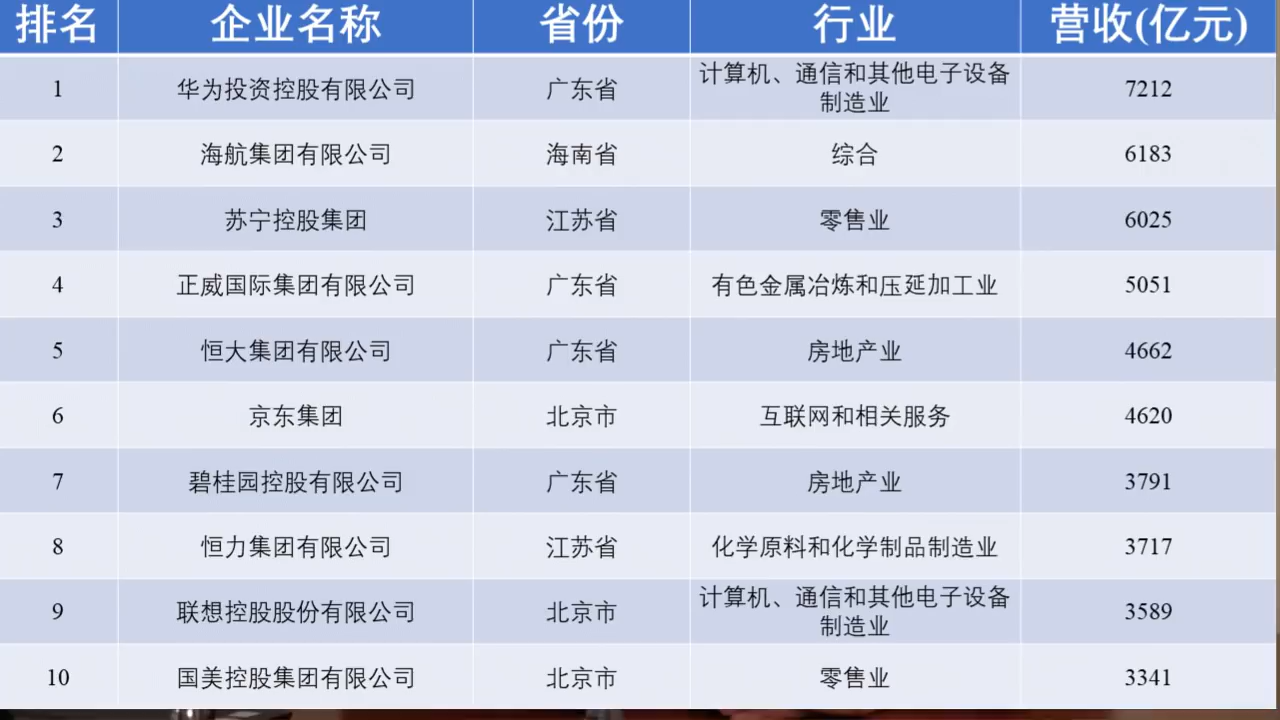 排名 企业名称 省份 行业 营收(亿元)
1 华为投资控股有限公司 广东省 计算机、通信和其他电子设备
制造业 7212
2 海航集团有限公司 海南省 综合 6183
3 苏宁控股集团 江苏省 零售业 6025
4 正威国际集团有限公司 广东省 有色金属冶炼和压延加工业 5051
5 恒大集团有限公司 广东省 房地产业 4662
6 京东集团 北京市 互联网和相关服务 4620
7 碧桂园控股有限公司 广东省 房地产业 3791
8 恒力集团有限公司 江苏省 化学原料和化学制品制造业 3717
9 联想控股股份有限公司 北京市 计算机、通信和其他电子设备
制造业 3589
10 国美控股集团有限公司 北京市 零售业 3341